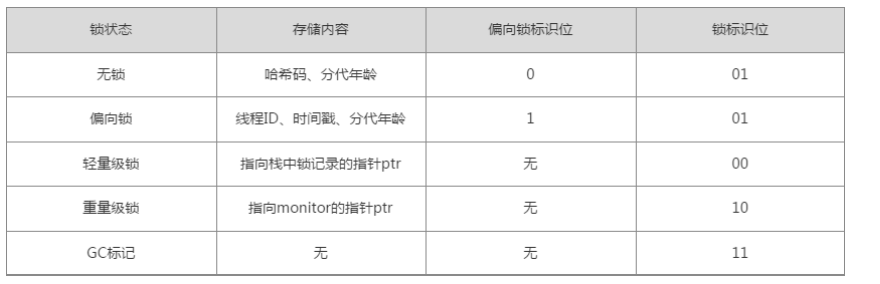 锁状态 存储内容 偏向锁标识位 锁标识位
无锁 哈希码、分代年龄 0 01
偏向锁 线程ID、时间戳、分代年龄 1 01
轻量级锁 指向栈中锁记录的指针ptr 无 00
重量级锁 指向monitor的指针ptr 无 10
GC标记 无 无 11